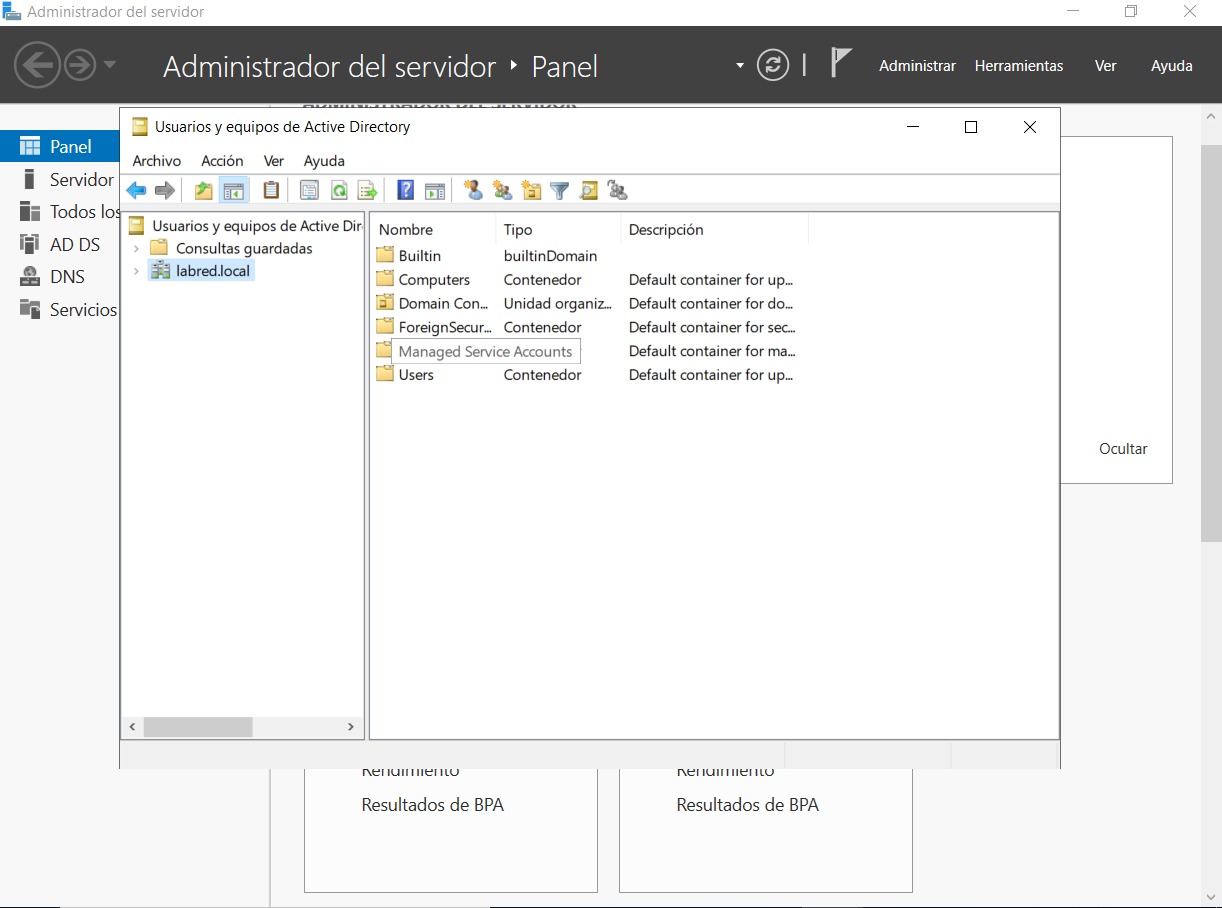 Administrador del servidor
Administrador del servidor ‣ Panel
Administrar Herramientas Ver Ayuda
ADMINISTRADOR DEL SERVIDOR
Panel
Servidor
Todos los
AD DS
DNS
Servicios
Usuarios y equipos de Active Directory
Archivo Acción Ver Ayuda
Usuarios y equipos de Active Dir
Consultas guardadas
labred.local
Nombre Tipo Descripción
Builtin builtinDomain
Computers Contenedor Default container for up...
Domain Con... Unidad organiz... Default container for do...
ForeignSecur... Contenedor Default container for sec...
Managed Service Accounts Default container for ma...
Users Contenedor Default container for up...
Ocultar
Rendimiento Rendimiento
Resultados de BPA Resultados de BPA